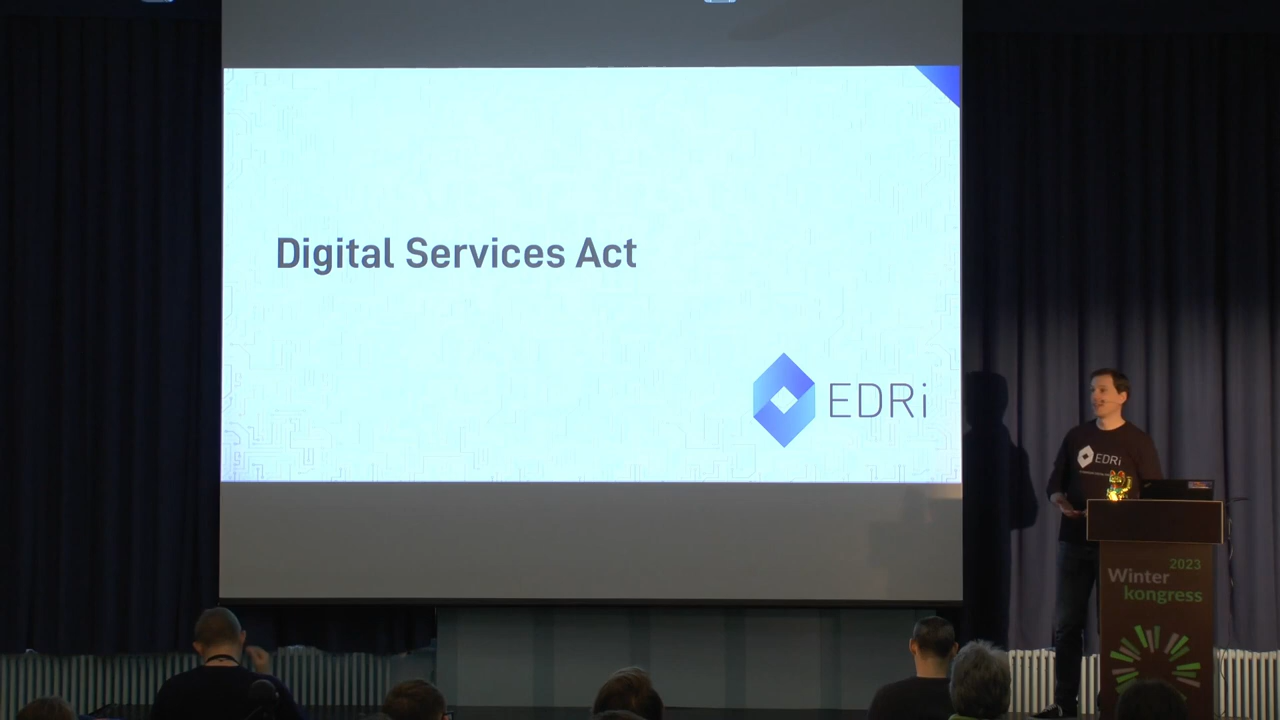 Digital Services Act
EDRi
EDRi
2023
Winter
kongress